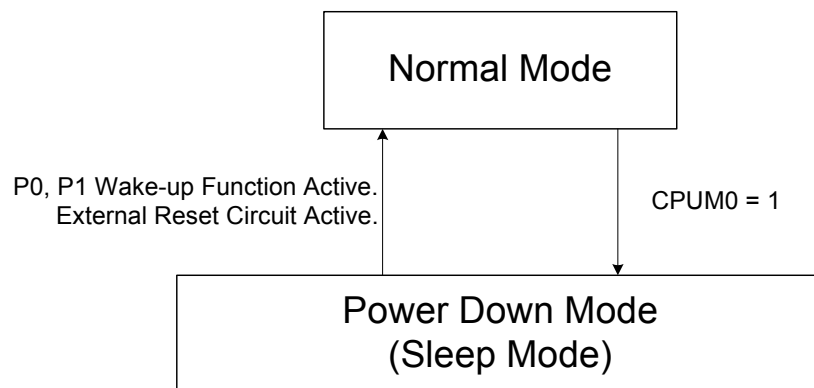 Normal Mode
P0, P1 Wake-up Function Active.
External Reset Circuit Active.
CPUM0 = 1
Power Down Mode
(Sleep Mode)